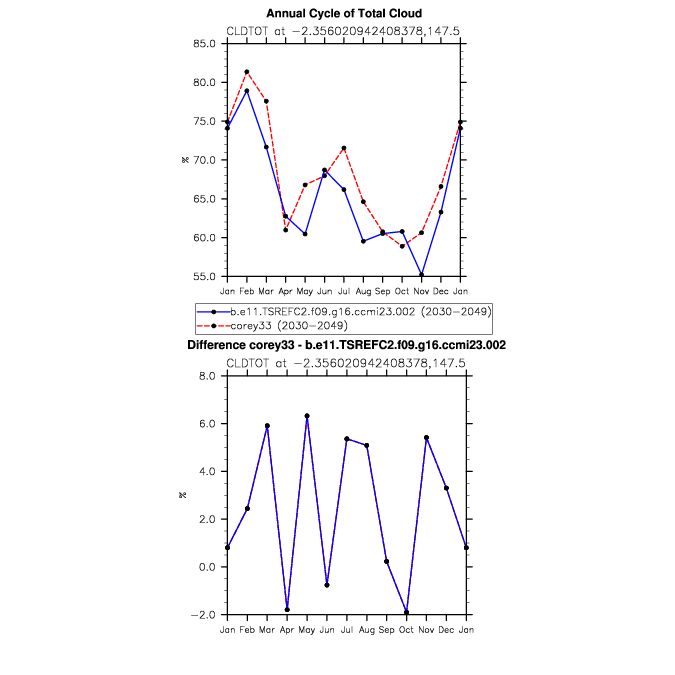 Annual Cycle of Total Cloud
CLDTOT at −2.356020942408378,147.5
85.0
80.0
75.0
70.0
65.0
60.0
55.0
%
Jan Feb Mar Apr May Jun Jul Aug Sep Oct Nov Dec Jan
b.e11.TSREFC2.f09.g16.ccmi23.002 (2030−2049)
corey33 (2030−2049)
Difference corey33 - b.e11.TSREFC2.f09.g16.ccmi23.002
CLDTOT at −2.356020942408378,147.5
8.0
6.0
4.0
2.0
0.0
−2.0
%
Jan Feb Mar Apr May Jun Jul Aug Sep Oct Nov Dec Jan